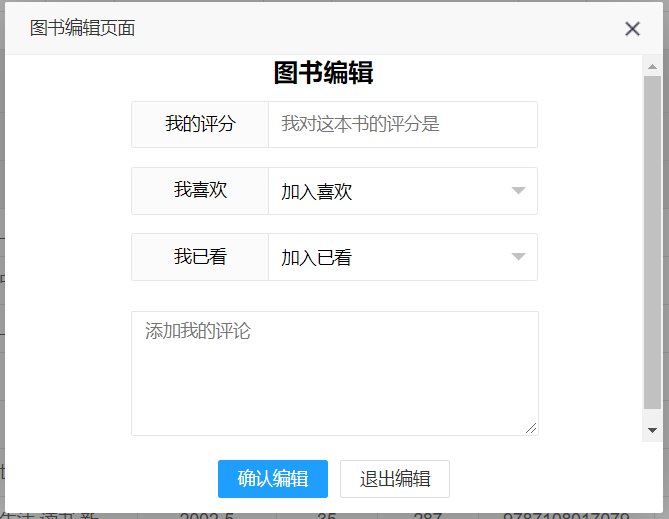 图书编辑页面
图书编辑
我的评分 我对这本书的评分是
我喜欢 加入喜欢
我已看 加入已看
添加我的评论
确认编辑 退出编辑